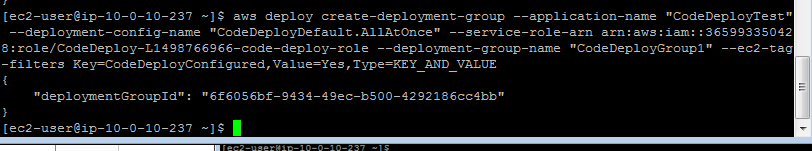 }
[ec2-user@ip-10-0-10-237 ~]$ aws deploy create-deployment-group --application-name "CodeDeployTest"
 --deployment-config-name "CodeDeployDefault.AllAtOnce" --service-role-arn arn:aws:iam::36599335042
8:role/CodeDeploy-L1498766966-code-deploy-role --deployment-group-name "CodeDeployGroup1" --ec2-tag
-filters Key=CodeDeployConfigured,Value=Yes,Type=KEY_AND_VALUE
{
    "deploymentGroupId": "6f6056bf-9434-49ec-b500-4292186cc4bb"
}
[ec2-user@ip-10-0-10-237 ~]$
[ec2-user@ip-10-0-10-237 ~]$